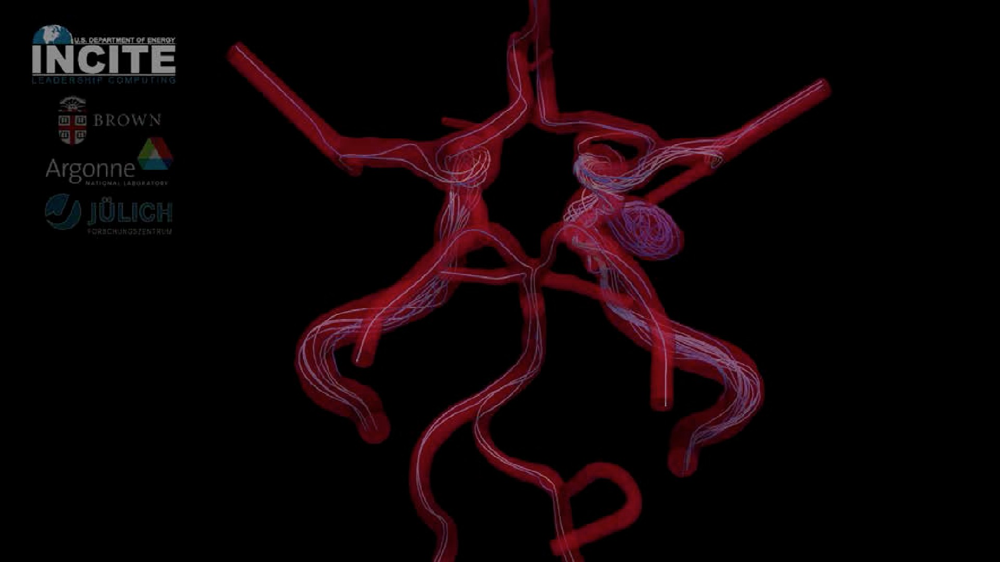 U.S. DEPARTMENT OF ENERGY
INCITE
LEADERSHIP COMPUTING
BROWN
Argonne
NATIONAL LABORATORY
JÜLICH
FORSCHUNGSZENTRUM